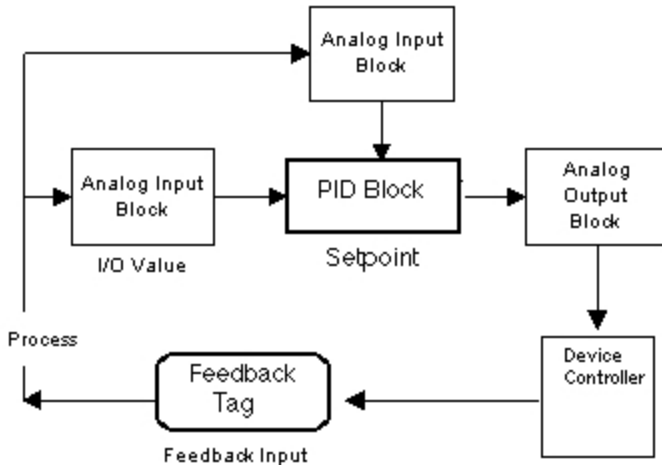 Analog Input
Block
Analog Input
Block
I/O Value
PID Block
Setpoint
Analog
Output
Block
Process
Feedback
Tag
Feedback Input
Device
Controller